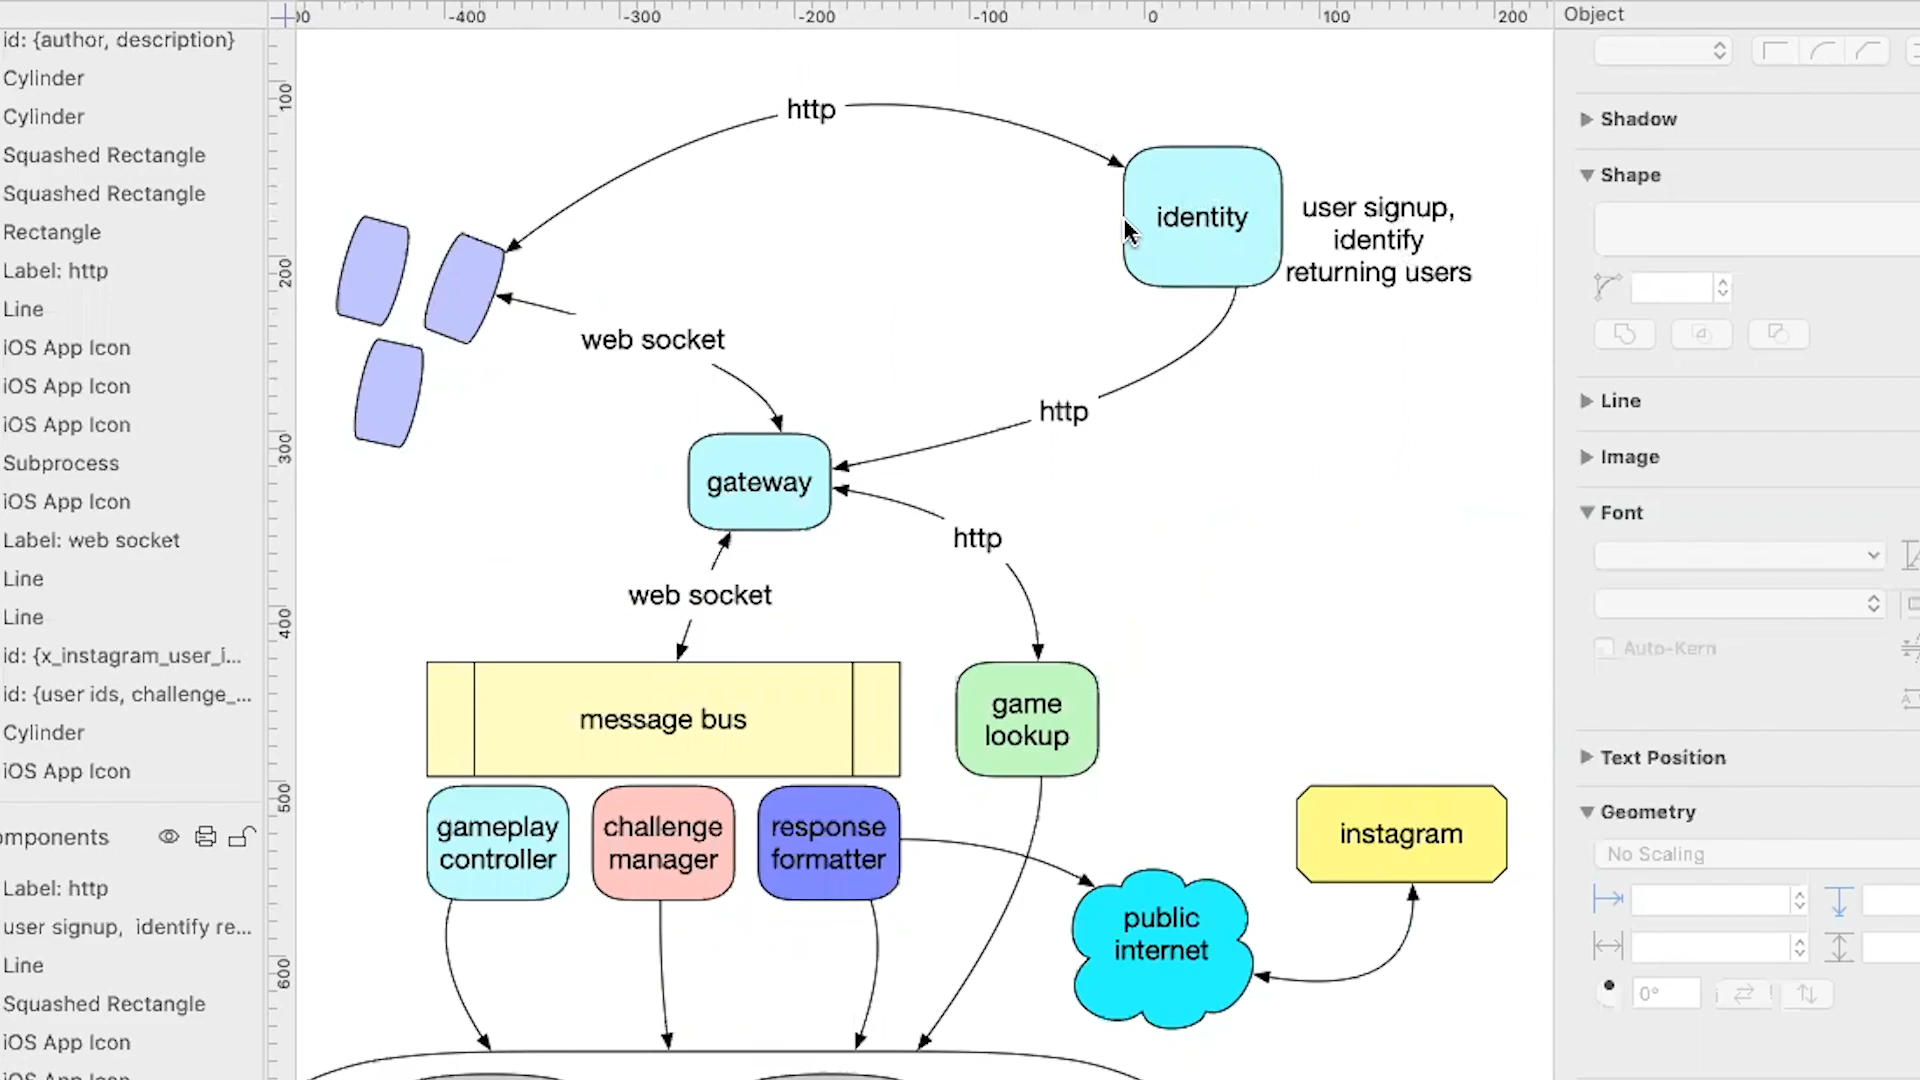 00
-400
-300
-200
-100
0
100
200
Object
id: {author, description}
Cylinder
Cylinder
Squashed Rectangle
Squashed Rectangle
Rectangle
Label: http
Line
iOS App Icon
iOS App Icon
iOS App Icon
Subprocess
iOS App Icon
Label: web socket
Line
Line
id: {x_instagram_user_i...
id: {user ids, challenge_...
Cylinder
iOS App Icon
omponents
Label: http
user signup, identify re...
Line
Squashed Rectangle
iOS App Icon
iOS App Icon
100
200
300
400
500
600
http
identity
user signup,
identify
returning users
web socket
http
gateway
http
web socket
message bus
game
lookup
gameplay
controller
challenge
manager
response
formatter
public
internet
instagram
Shadow
Shape
Line
Image
Font
Auto-Kern
Text Position
Geometry
No Scaling
0°